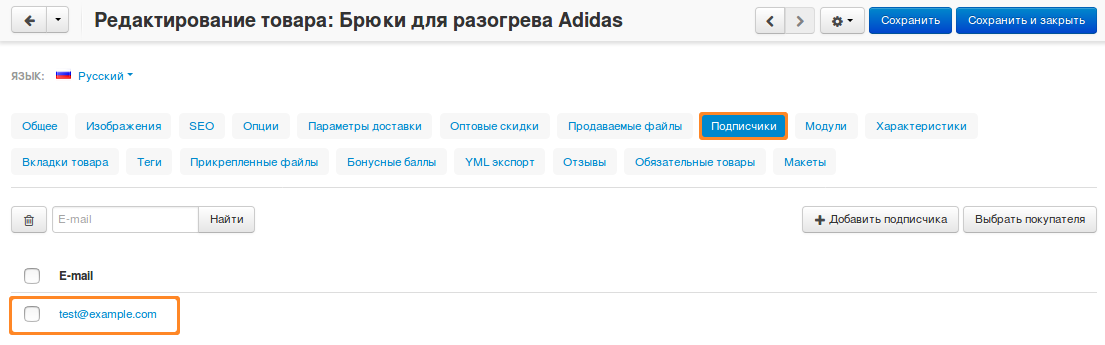 Редактирование товара: Брюки для разогрева Adidas
Сохранить
Сохранить и закрыть
ЯЗЫК: Русский
Общее Изображения SEO Опции Параметры доставки Оптовые скидки Продаваемые файлы Подписчики Модули Характеристики
Вкладки товара Теги Прикрепленные файлы Бонусные баллы YML экспорт Отзывы Обязательные товары Макеты
E-mail Найти Добавить подписчика Выбрать покупателя
E-mail
test@example.com